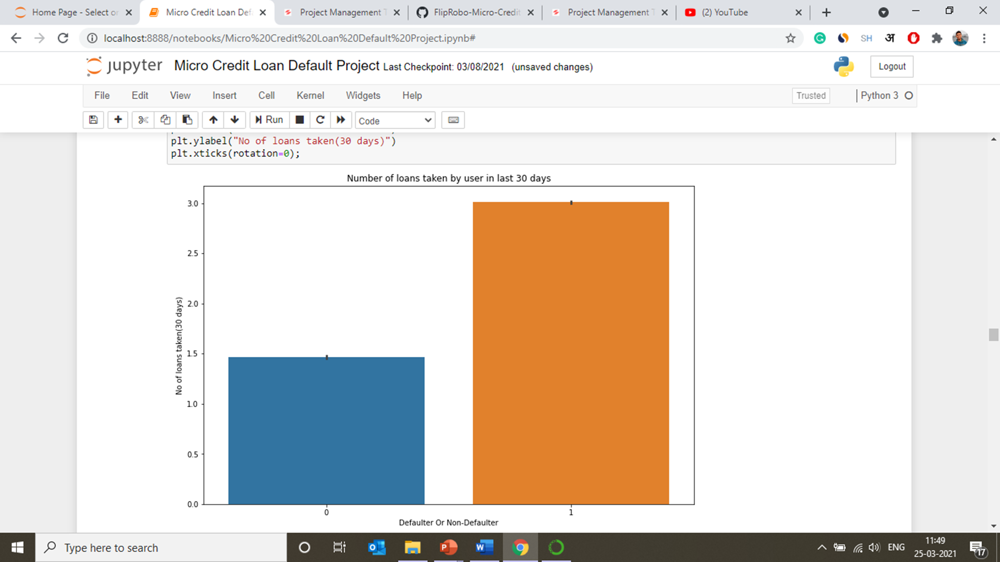 Home Page - Select or
Micro Credit Loan Def
Project Management T
FlipRobo-Micro-Credit
Project Management T
(2) YouTube
localhost:8888/notebooks/Micro%20Credit%20Loan%20Default%20Project.ipynb#
SH
अ
jupyter Micro Credit Loan Default Project Last Checkpoint: 03/08/2021 (unsaved changes)
Logout
File Edit View Insert Cell Kernel Widgets Help
Trusted
Python 3
Run
Code
plt.ylabel("No of loans taken(30 days)")
plt.xticks(rotation=0);
Number of loans taken by user in last 30 days
3.0
2.5
2.0
1.5
1.0
0.5
0.0
No of loans taken(30 days)
0 1
Defaulter Or Non-Defaulter
Type here to search
ENG
11:49
25-03-2021
17